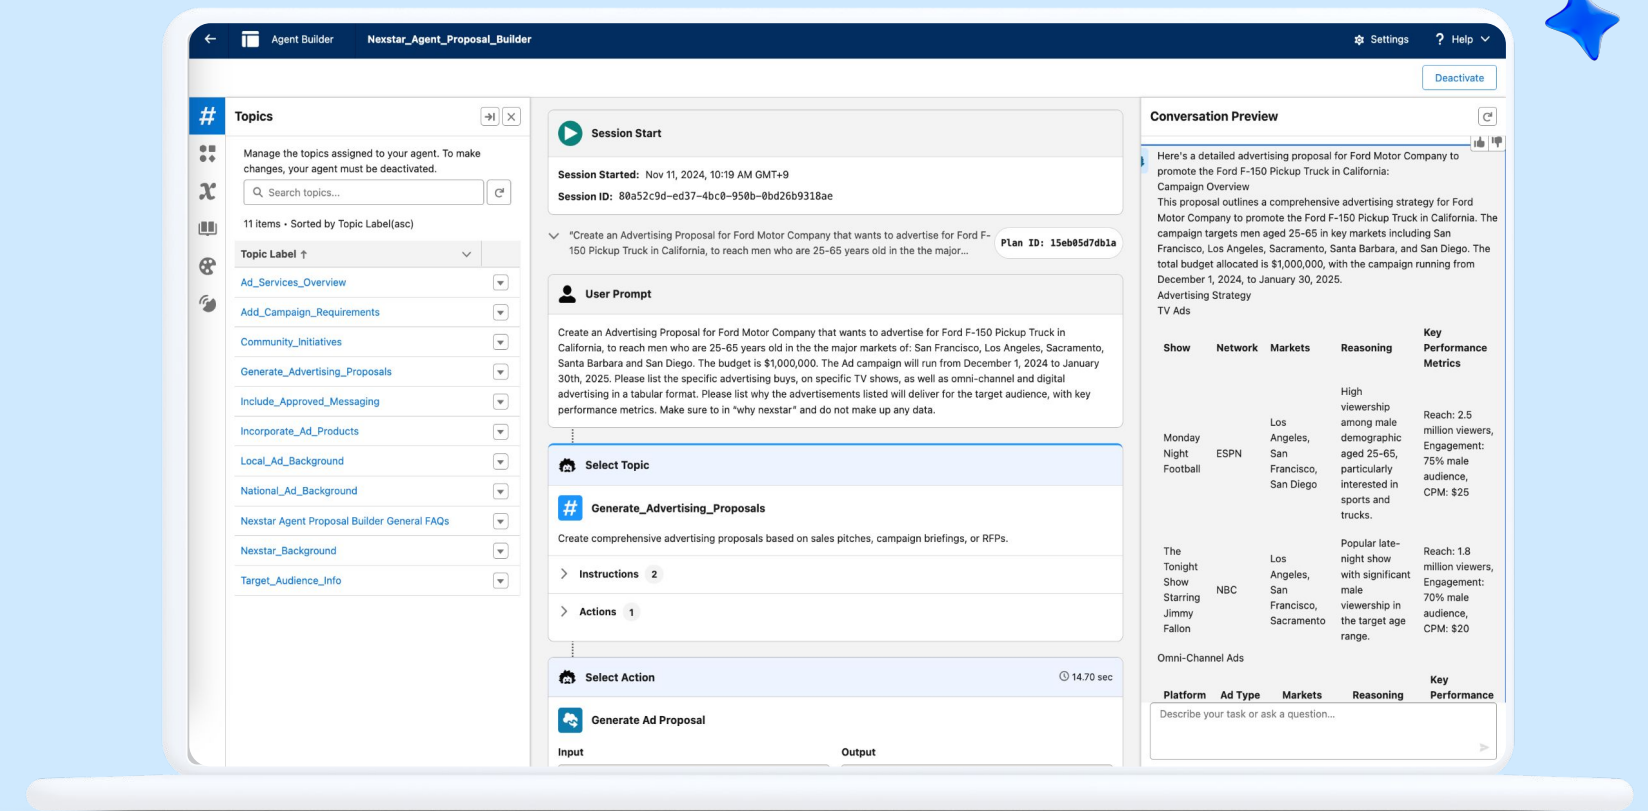 Agent Builder
Nexstar_Agent_Proposal_Builder
Settings
? Help
Deactivate
#
Topics
Manage the topics assigned to your agent. To make
changes, your agent must be deactivated.
Search topics...
11 items • Sorted by Topic Label(asc)
Topic Label ↑
Ad_Services_Overview
Add_Campaign_Requirements
Community_Initiatives
Generate_Advertising_Proposals
Include_Approved_Messaging
Incorporate_Ad_Products
Local_Ad_Background
National_Ad_Background
Nexstar Agent Proposal Builder General FAQs
Nexstar_Background
Target_Audience_Info
Session Start
Session Started: Nov 11, 2024, 10:19 AM GMT+9
Session ID: 80a52c9d-ed37-4bc0-950b-0bd26b9318ae
"Create an Advertising Proposal for Ford Motor Company that wants to advertise for Ford F-
150 Pickup Truck in California, to reach men who are 25-65 years old in the the major...
Plan ID: 15eb05d7db1a
User Prompt
Create an Advertising Proposal for Ford Motor Company that wants to advertise for Ford F-150 Pickup Truck in
California, to reach men who are 25-65 years old in the the major markets of: San Francisco, Los Angeles, Sacramento,
Santa Barbara and San Diego. The budget is $1,000,000. The Ad campaign will run from December 1, 2024 to January
30th, 2025. Please list the specific advertising buys, on specific TV shows, as well as omni-channel and digital
advertising in a tabular format. Please list why the advertisements listed will deliver for the target audience, with key
performance metrics. Make sure to in "why nexstar" and do not make up any data.
Select Topic
# Generate_Advertising_Proposals
Create comprehensive advertising proposals based on sales pitches, campaign briefings, or RFPs.
Instructions 2
Actions 1
Select Action
14.70 sec
Generate Ad Proposal
Input
Output
Conversation Preview
Here's a detailed advertising proposal for Ford Motor Company to
promote the Ford F-150 Pickup Truck in California:
Campaign Overview
This proposal outlines a comprehensive advertising strategy for Ford
Motor Company to promote the Ford F-150 Pickup Truck in California. The
campaign targets men aged 25-65 in key markets including San
Francisco, Los Angeles, Sacramento, Santa Barbara, and San Diego. The
total budget allocated is $1,000,000, with the campaign running from
December 1, 2024, to January 30, 2025.
Advertising Strategy
TV Ads
Show
Network
Markets
Reasoning
Key
Performance
Metrics
Monday
Night
Football
ESPN
Los
Angeles,
San
Francisco,
San Diego
High
viewership
among male
demographic
aged 25-65,
particularly
interested in
sports and
trucks.
Reach: 2.5
million viewers,
Engagement:
75% male
audience,
CPM: $25
The
Tonight
Show
Starring
Jimmy
Fallon
NBC
Los
Angeles,
San
Francisco,
Sacramento
Popular late-
night show
with significant
male
viewership in
the target age
range.
Reach: 1.8
million viewers,
Engagement:
70% male
audience,
CPM: $20
Omni-Channel Ads
Platform
Ad Type
Markets
Reasoning
Key
Performance
Describe your task or ask a question...